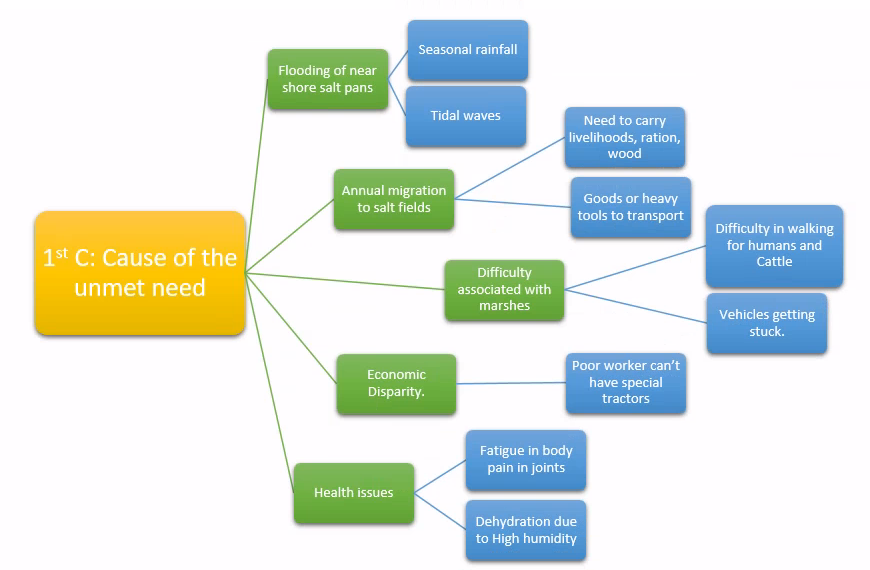 Seasonal rainfall
Flooding of near
shore salt pans
Tidal waves
Need to carry
livelihoods, ration,
wood
Annual migration
to salt fields
Goods or heavy
tools to transport
1st C: Cause of the
unmet need
Difficulty
associated with
marshes
Difficulty in walking
for humans and
Cattle
Vehicles getting
stuck.
Economic
Disparity.
Poor worker can't
have special
tractors
Health issues
Fatigue in body
pain in joints
Dehydration due
to High humidity